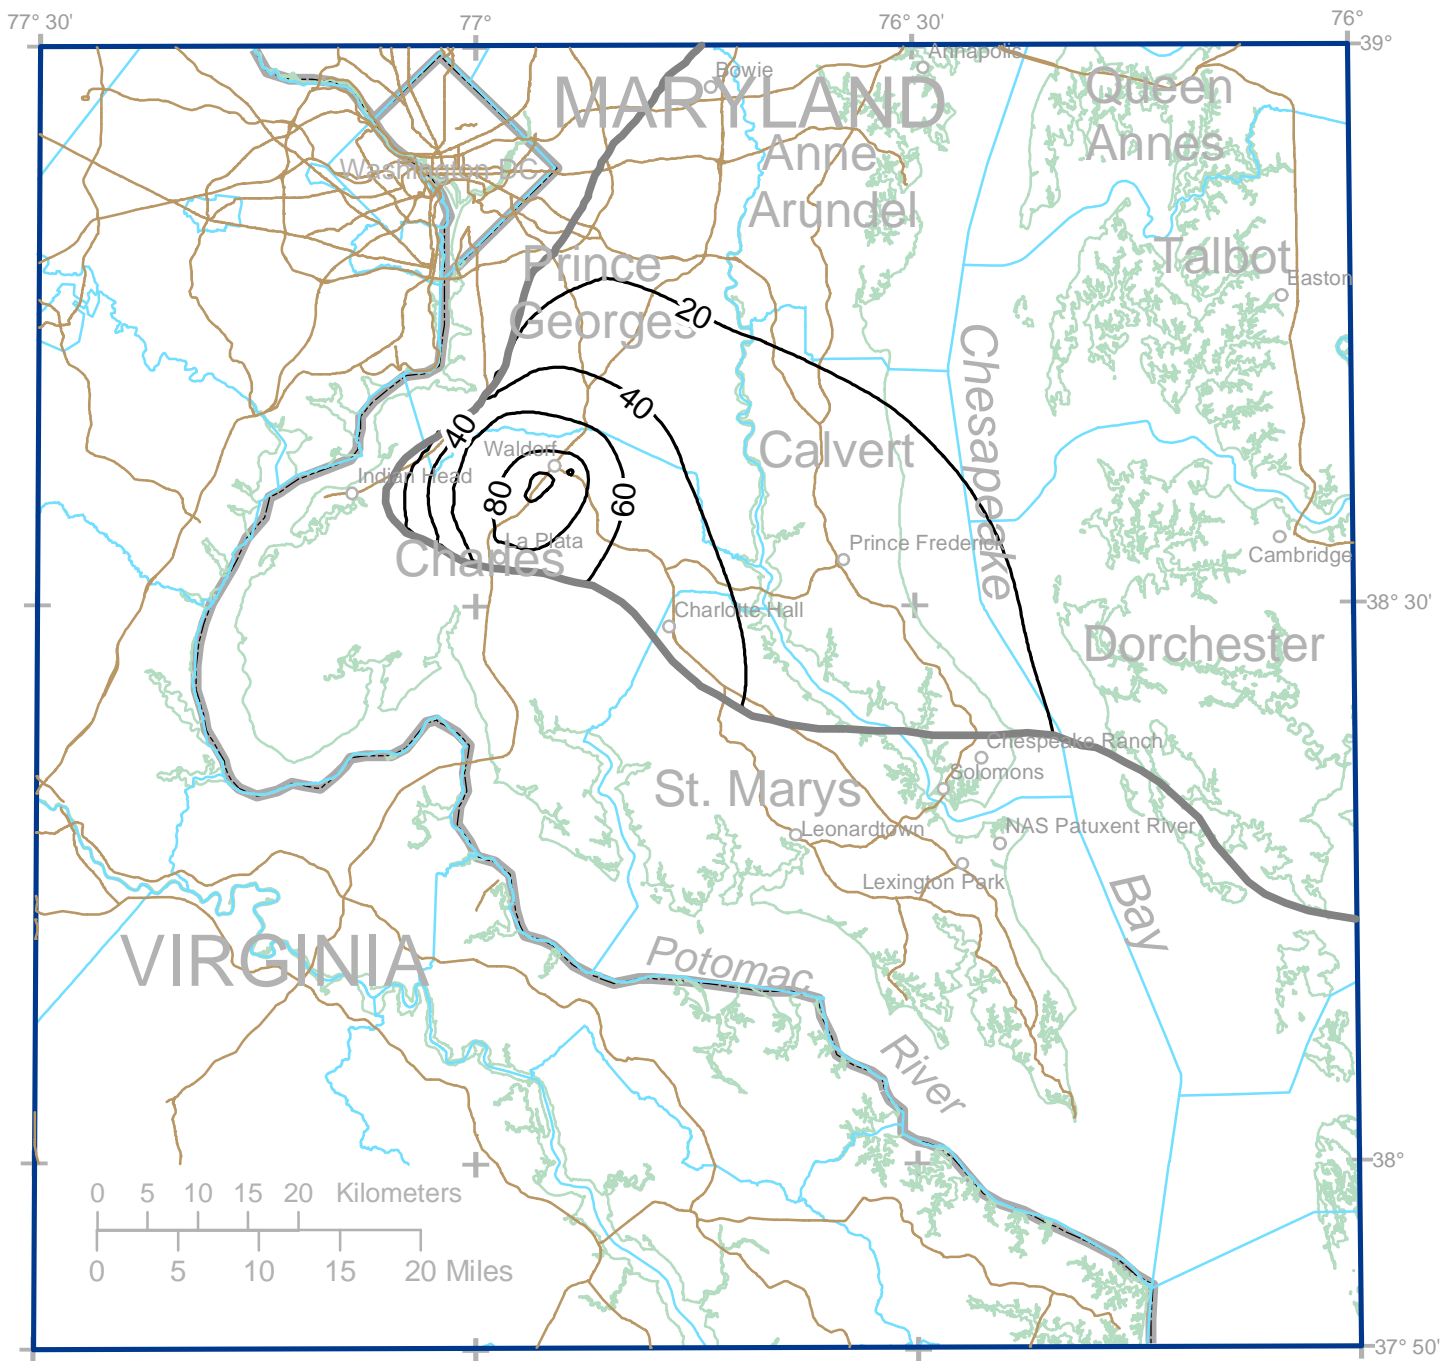 77° 30'
77°
76° 30'
76°
39°
Annapolis
Bowie
MARYLAND
Queen
Annes
Anne
Arundel
Washington DC
Prince
Georges
Talbot
Easton
20
Chesapeake
40
40
Calvert
Waldorf
Indian Head
80
60
La Plata
Charles
Prince Frederick
Cambridge
38° 30'
Charlotte Hall
Dorchester
Chespeake Ranch
Solomons
St. Marys
NAS Patuxent River
Leonardtown
Lexington Park
Bay
VIRGINIA
Potomac
River
38°
0 5 10 15 20 Kilometers
0 5 10 15 20 Miles
37° 50'